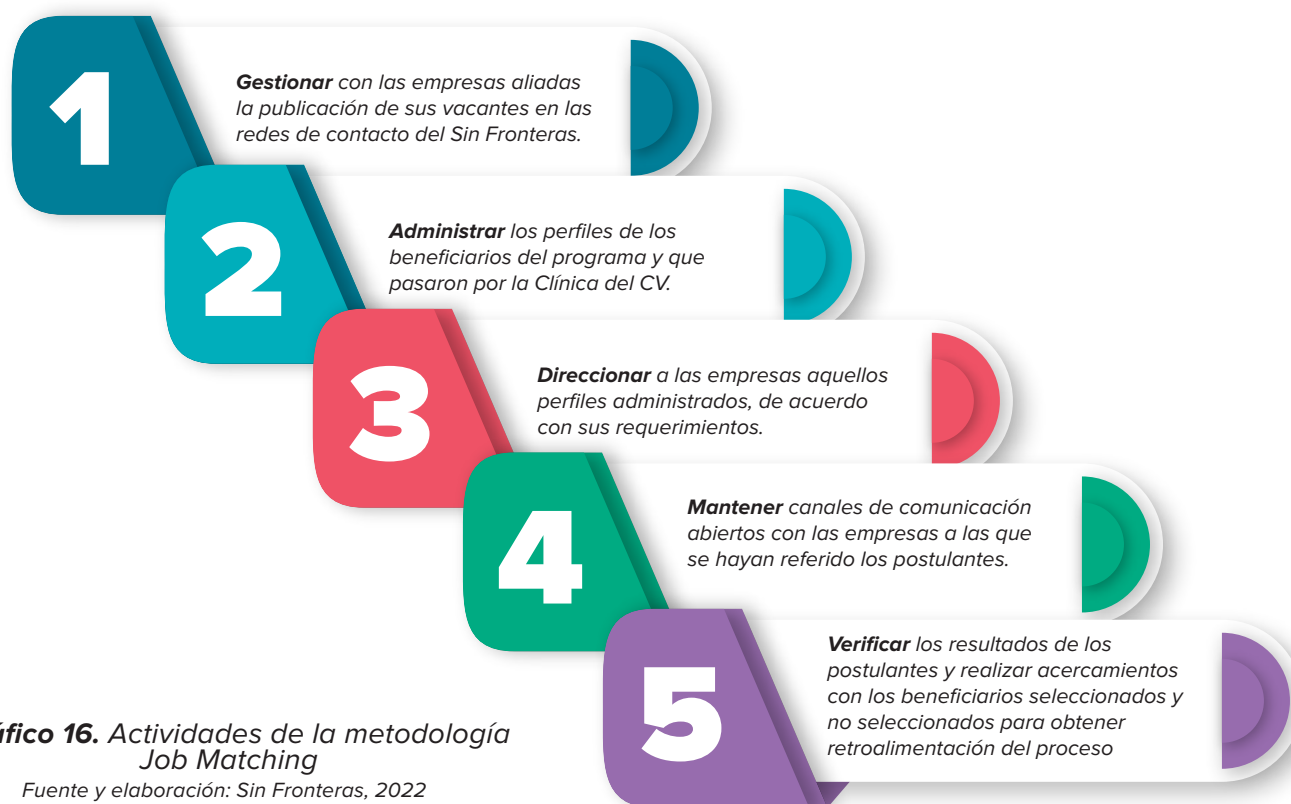 1
Gestionar con las empresas aliadas
la publicación de sus vacantes en las
redes de contacto del Sin Fronteras.
2
Administrar los perfiles de los
beneficiarios del programa y que
pasaron por la Clínica del CV.
3
Direccionar a las empresas aquellos
perfiles administrados, de acuerdo
con sus requerimientos.
4
Mantener canales de comunicación
abiertos con las empresas a las que
se hayan referido los postulantes.
5
Verificar los resultados de los
postulantes y realizar acercamientos
con los beneficiarios seleccionados y
no seleccionados para obtener
retroalimentación del proceso
áfico 16. Actividades de la metodología
Job Matching
Fuente y elaboración: Sin Fronteras, 2022